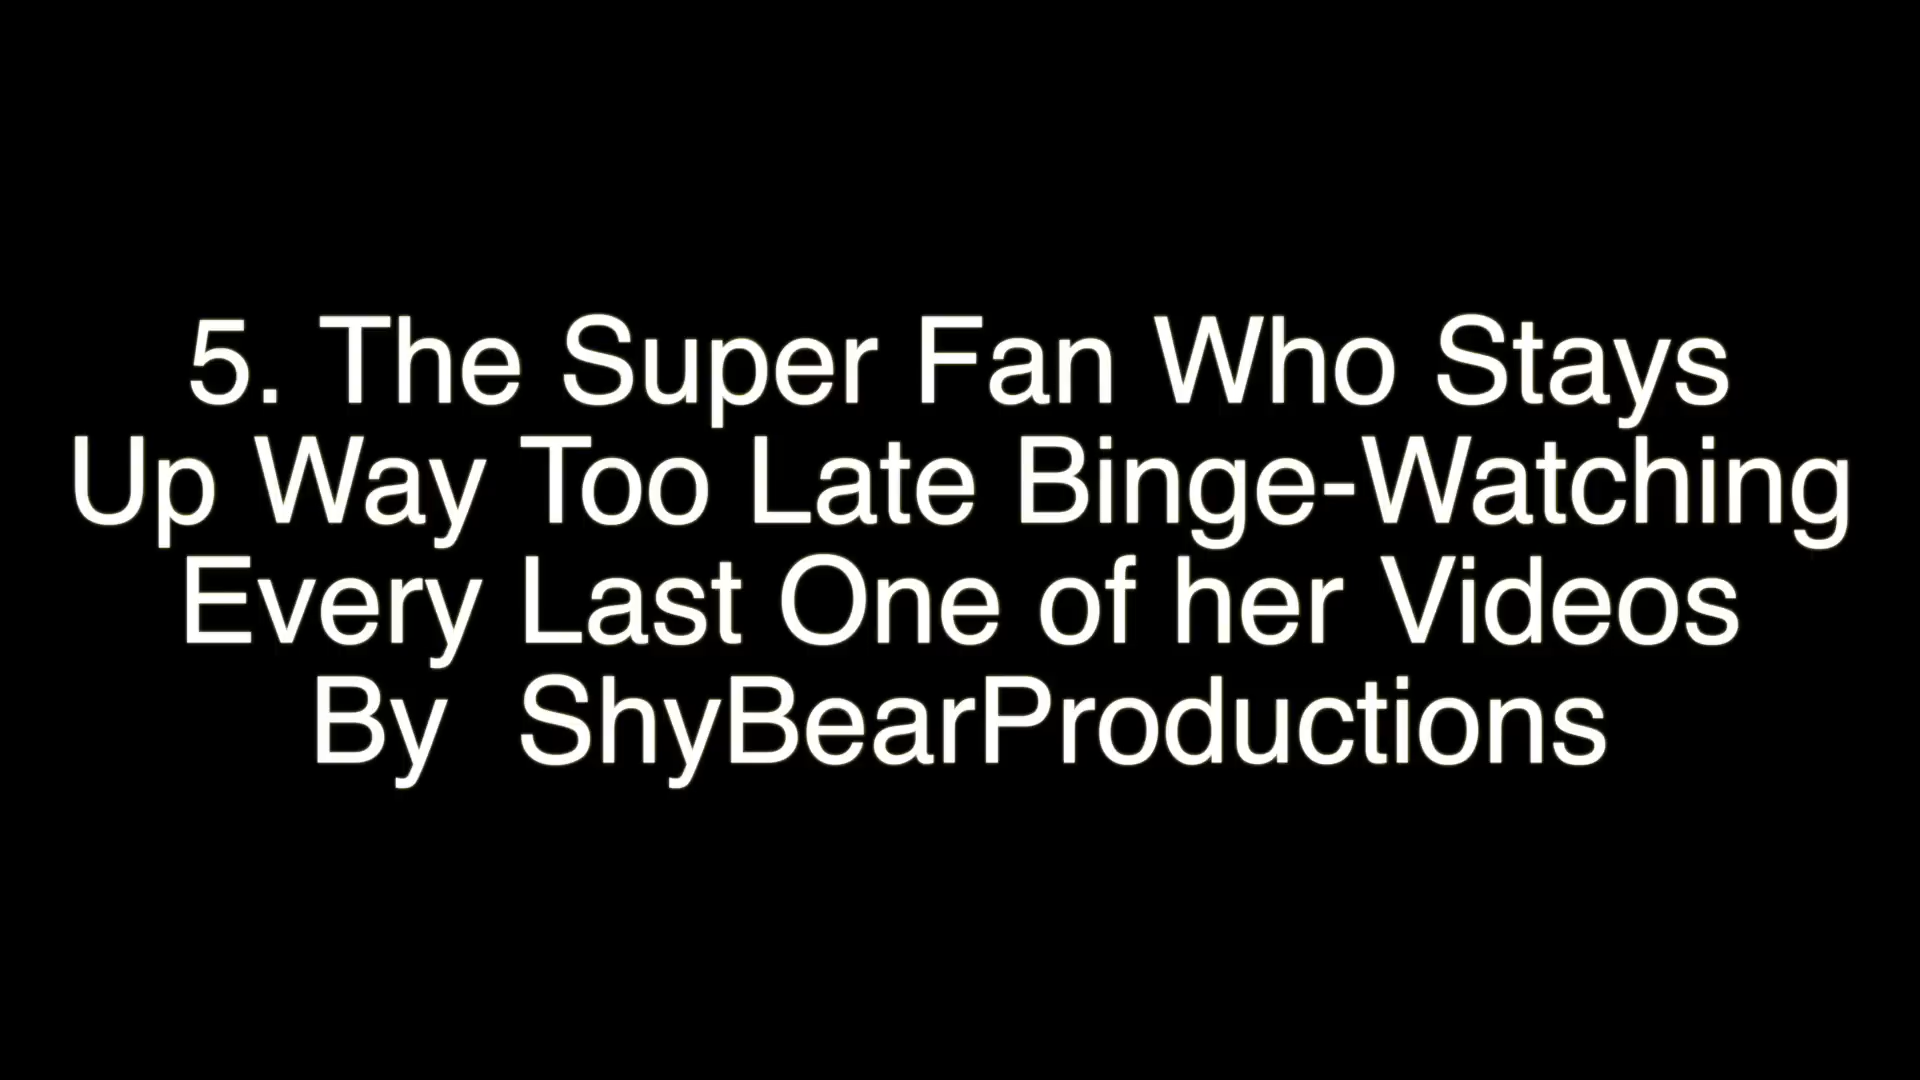 5. The Super Fan Who Stays
Up Way Too Late Binge-Watching
Every Last One of her Videos
By  ShyBearProductions